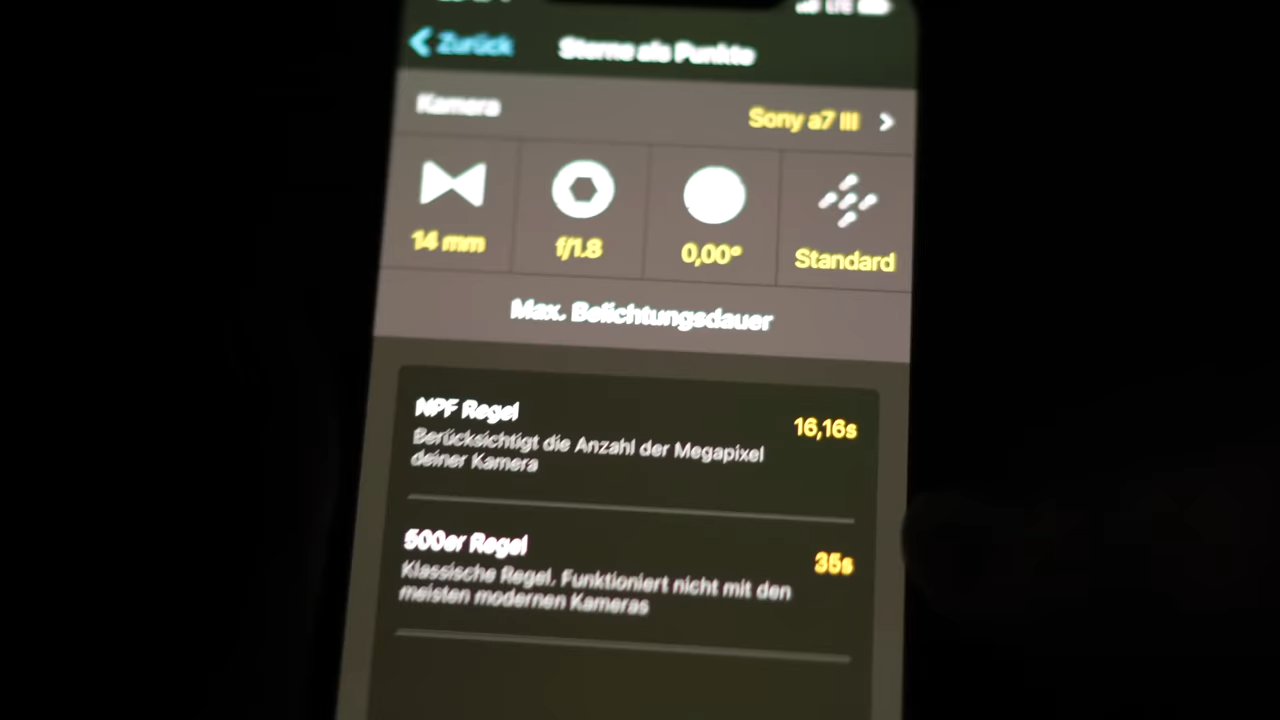 Zurück
Sterne als Punkte
LTE
Kamera
Sony a7 III
14 mm
f/1.8
0,00°
Standard
Max. Belichtungsdauer
NPF Regel
16,16s
Berücksichtigt die Anzahl der Megapixel
deiner Kamera
500er Regel
35s
Klassische Regel. Funktioniert nicht mit den
meisten modernen Kameras